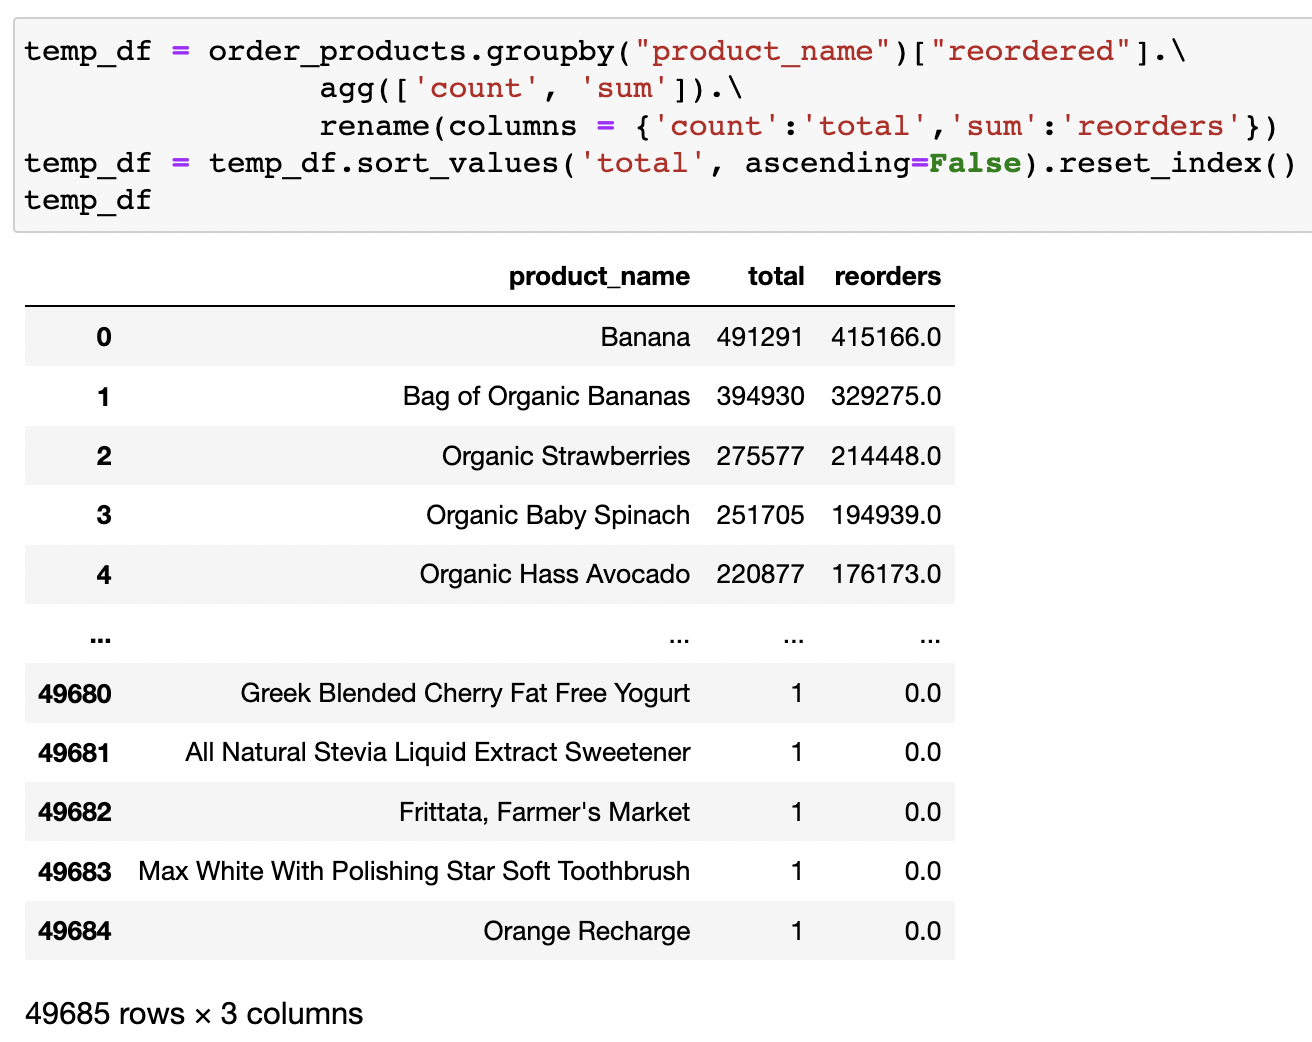 temp_df = order_products.groupby("product_name")["reordered"].\
agg(['count', 'sum']).\
rename(columns = {'count':'total','sum':'reorders'})
temp_df = temp_df.sort_values('total', ascending=False).reset_index()
temp_df
product_name total reorders
0 Banana 491291 415166.0
1 Bag of Organic Bananas 394930 329275.0
2 Organic Strawberries 275577 214448.0
3 Organic Baby Spinach 251705 194939.0
4 Organic Hass Avocado 220877 176173.0
... ... ... ...
49680 Greek Blended Cherry Fat Free Yogurt 1 0.0
49681 All Natural Stevia Liquid Extract Sweetener 1 0.0
49682 Frittata, Farmer's Market 1 0.0
49683 Max White With Polishing Star Soft Toothbrush 1 0.0
49684 Orange Recharge 1 0.0
49685 rows × 3 columns